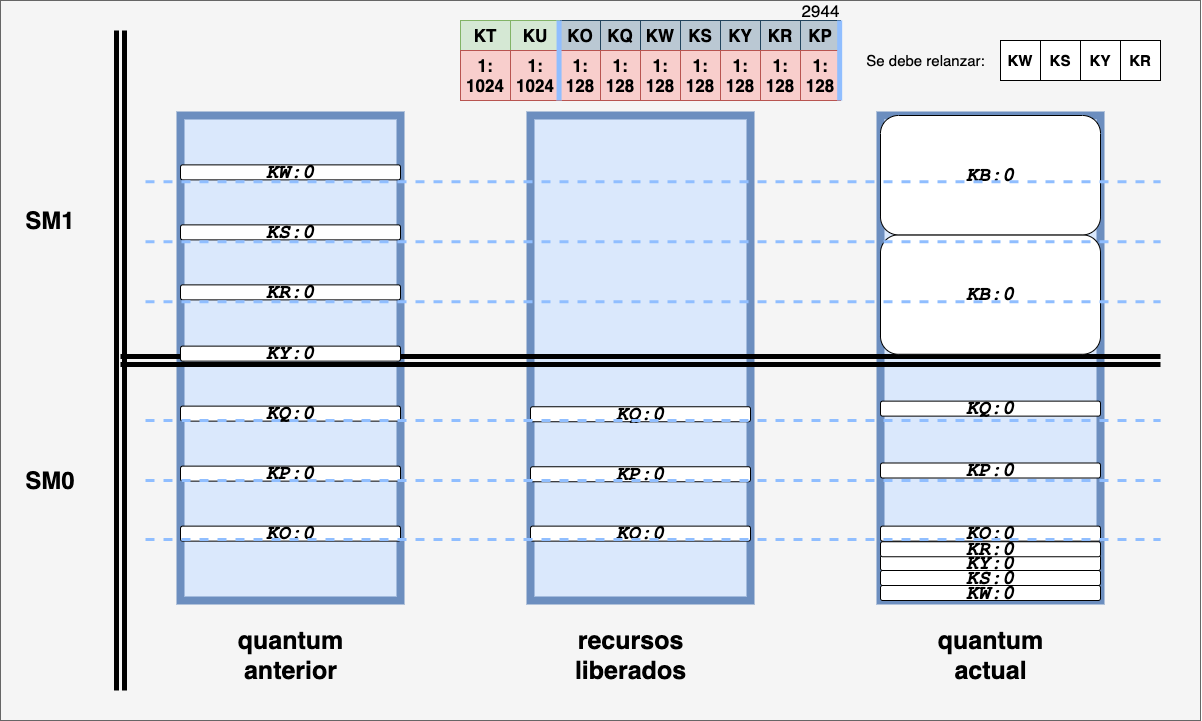 2944
KT KU KO KQ KW KS KY KR KP
1: 1: 1: 1: 1: 1: 1: 1: 1:
1024 1024 128 128 128 128 128 128 128
Se debe relanzar: KW KS KY KR
SM1
KW:0
KS:0
KR:0
KY:0
KB:0
KB:0
SM0
KQ:0
KP:0
KO:0
KQ:0
KP:0
KO:0
KQ:0
KP:0
KO:0
KR:0
KY:0
KS:0
KW:0
quantum
anterior
recursos
liberados
quantum
actual